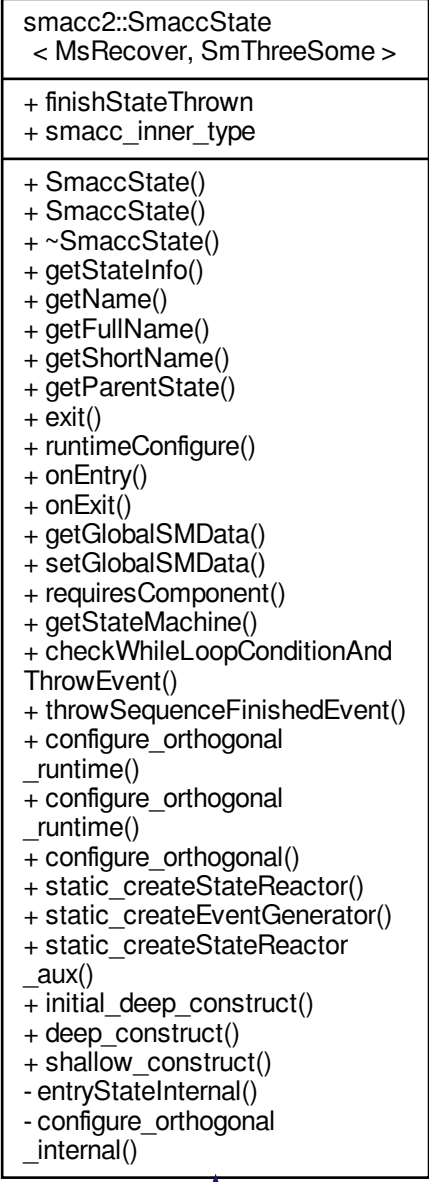 smacc2::SmaccState
< MsRecover, SmThreeSome >
+ finishStateThrown
+ smacc_inner_type
+ SmaccState()
+ SmaccState()
+ ~SmaccState()
+ getStateInfo()
+ getName()
+ getFullName()
+ getShortName()
+ getParentState()
+ exit()
+ runtimeConfigure()
+ onEntry()
+ onExit()
+ getGlobalSMData()
+ setGlobalSMData()
+ requiresComponent()
+ getStateMachine()
+ checkWhileLoopConditionAnd
ThrowEvent()
+ throwSequenceFinishedEvent()
+ configure_orthogonal
_runtime()
+ configure_orthogonal
_runtime()
+ configure_orthogonal()
+ static_createStateReactor()
+ static_createEventGenerator()
+ static_createStateReactor
_aux()
+ initial_deep_construct()
+ deep_construct()
+ shallow_construct()
- entryStateInternal()
- configure_orthogonal
_internal()